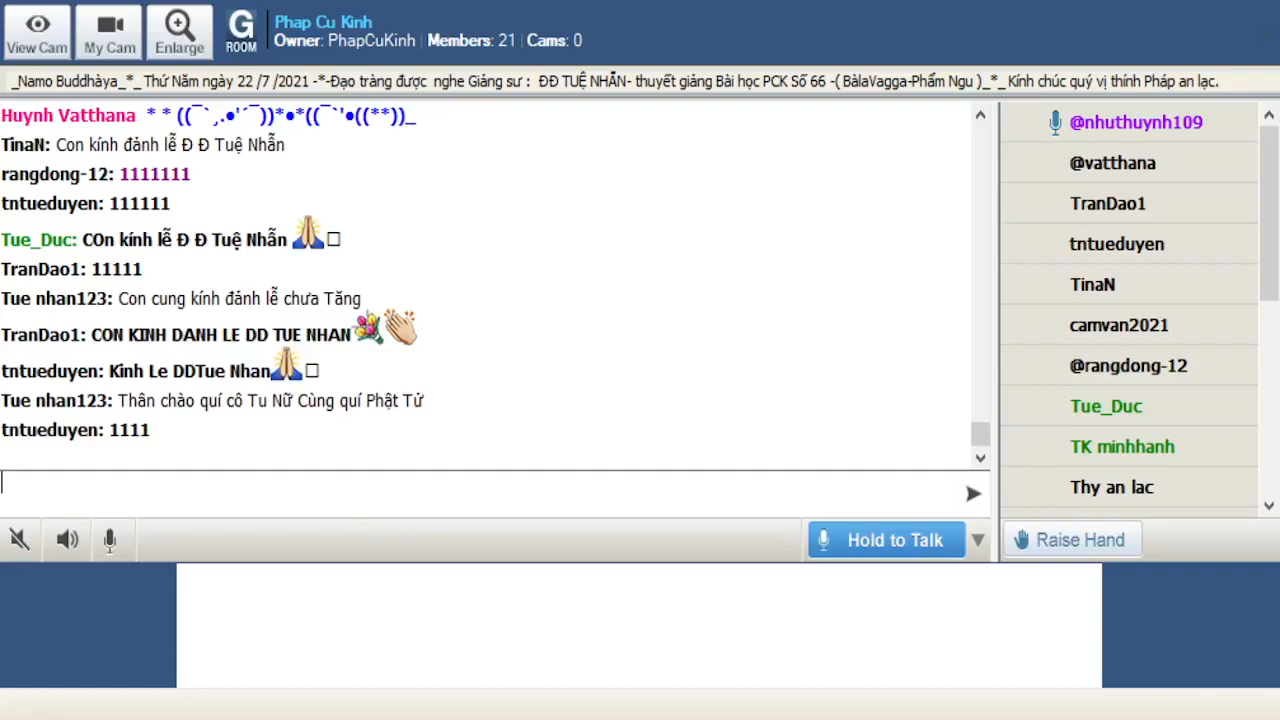 View Cam
My Cam
Enlarge
G
ROOM
Phap Cu Kinh
Owner: PhapCuKinh | Members: 21 | Cams: 0
_Namo Buddhàya_*_ Thứ Năm ngày 22 /7 /2021 -*-Đạo tràng được nghe Giảng sư : ĐĐ TUỆ NHẪN- thuyết giảng Bài học PCK Số 66 -( BàlaVagga-Phẩm Ngu )_*_ Kính chúc quý vị thính Pháp an lạc.
Huynh Vatthana * * ((¯`¸.•'´¯))*•*((¯`'•((**))_
TinaN: Con kính đảnh lễ Đ Đ Tuệ Nhẫn
rangdong-12: 1111111
tntueduyen: 111111
Tue_Duc: COn kính lễ Đ Đ Tuệ Nhẫn 🙏
TranDao1: 11111
Tue nhan123: Con cung kính đảnh lễ chưa Tăng
TranDao1: CON KINH DANH LE DD TUE NHAN 💐👏
tntueduyen: Kinh Le DDTue Nhan🙏
Tue nhan123: Thân chào quí cô Tu Nữ Cùng quí Phật Tử
tntueduyen: 1111
@nhuthuynh109
@vatthana
TranDao1
tntueduyen
TinaN
camvan2021
@rangdong-12
Tue_Duc
TK minhhanh
Thy an lac
Hold to Talk
Raise Hand